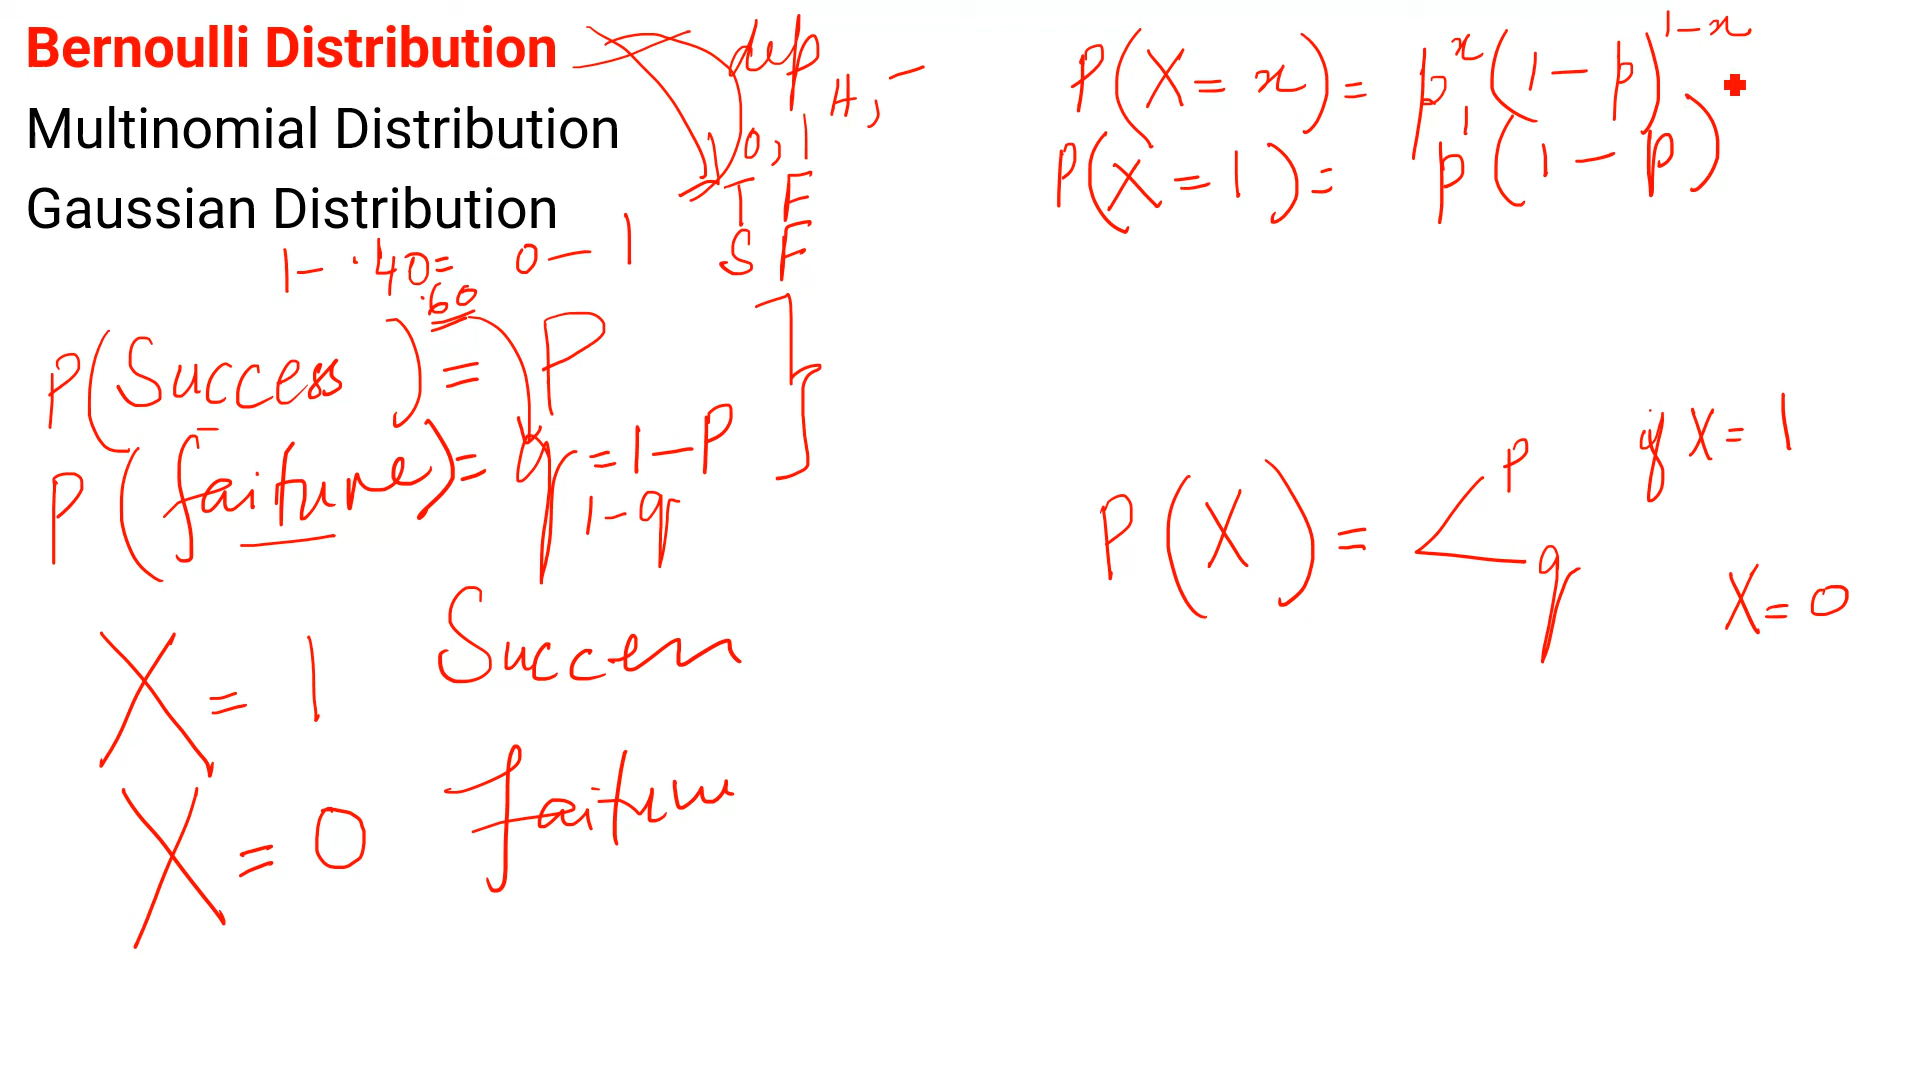 Bernoulli Distribution
Multinomial Distribution
Gaussian Distribution
dep
H,
0, 1
T F
S F
1 - .40 = .60
0 - 1
P(Success) = P
P(failure) = q = 1 - P
1 - q
X = 1 Success
X = 0 failure
P(X = x) = p^x (1 - p)^{1-x}
P(X = 1) = p^1 (1 - p)
P(X) =
p if X = 1
q X = 0